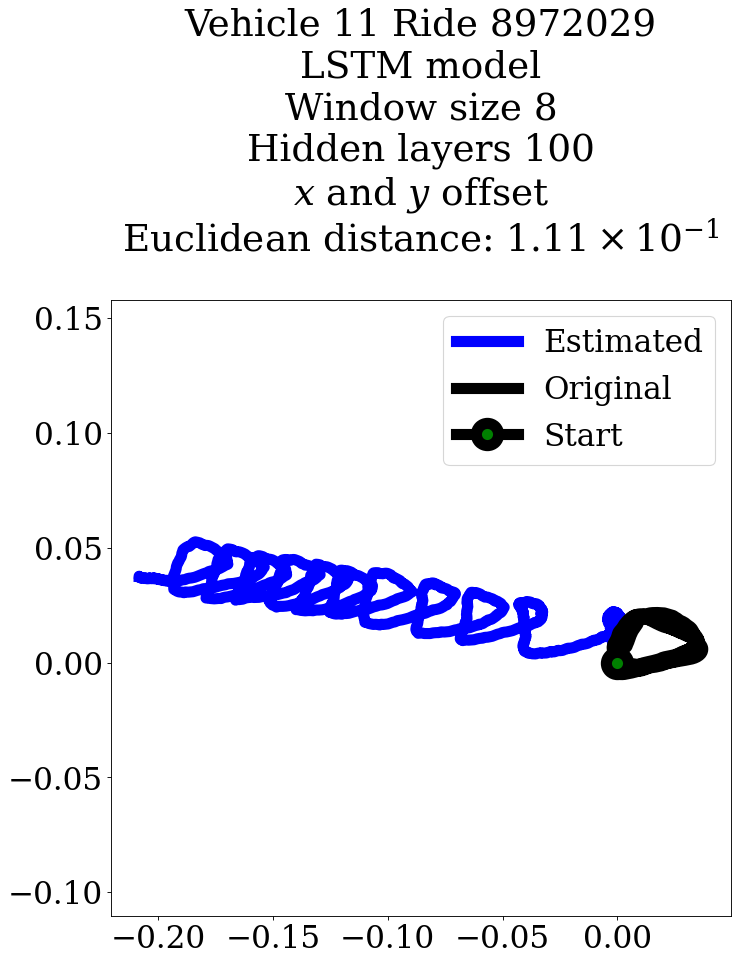 Vehicle 11 Ride 8972029
LSTM model
Window size 8
Hidden layers 100
x and y offset
Euclidean distance: 1.11 × 10⁻¹
Estimated
Original
Start
0.15
0.10
0.05
0.00
−0.05
−0.10
−0.20 −0.15 −0.10 −0.05 0.00